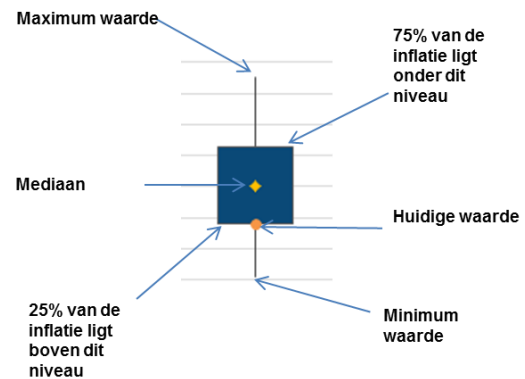 Maximum waarde
75% van de
inflatie ligt
onder dit
niveau
Mediaan
Huidige waarde
25% van de
inflatie ligt
boven dit
niveau
Minimum
waarde